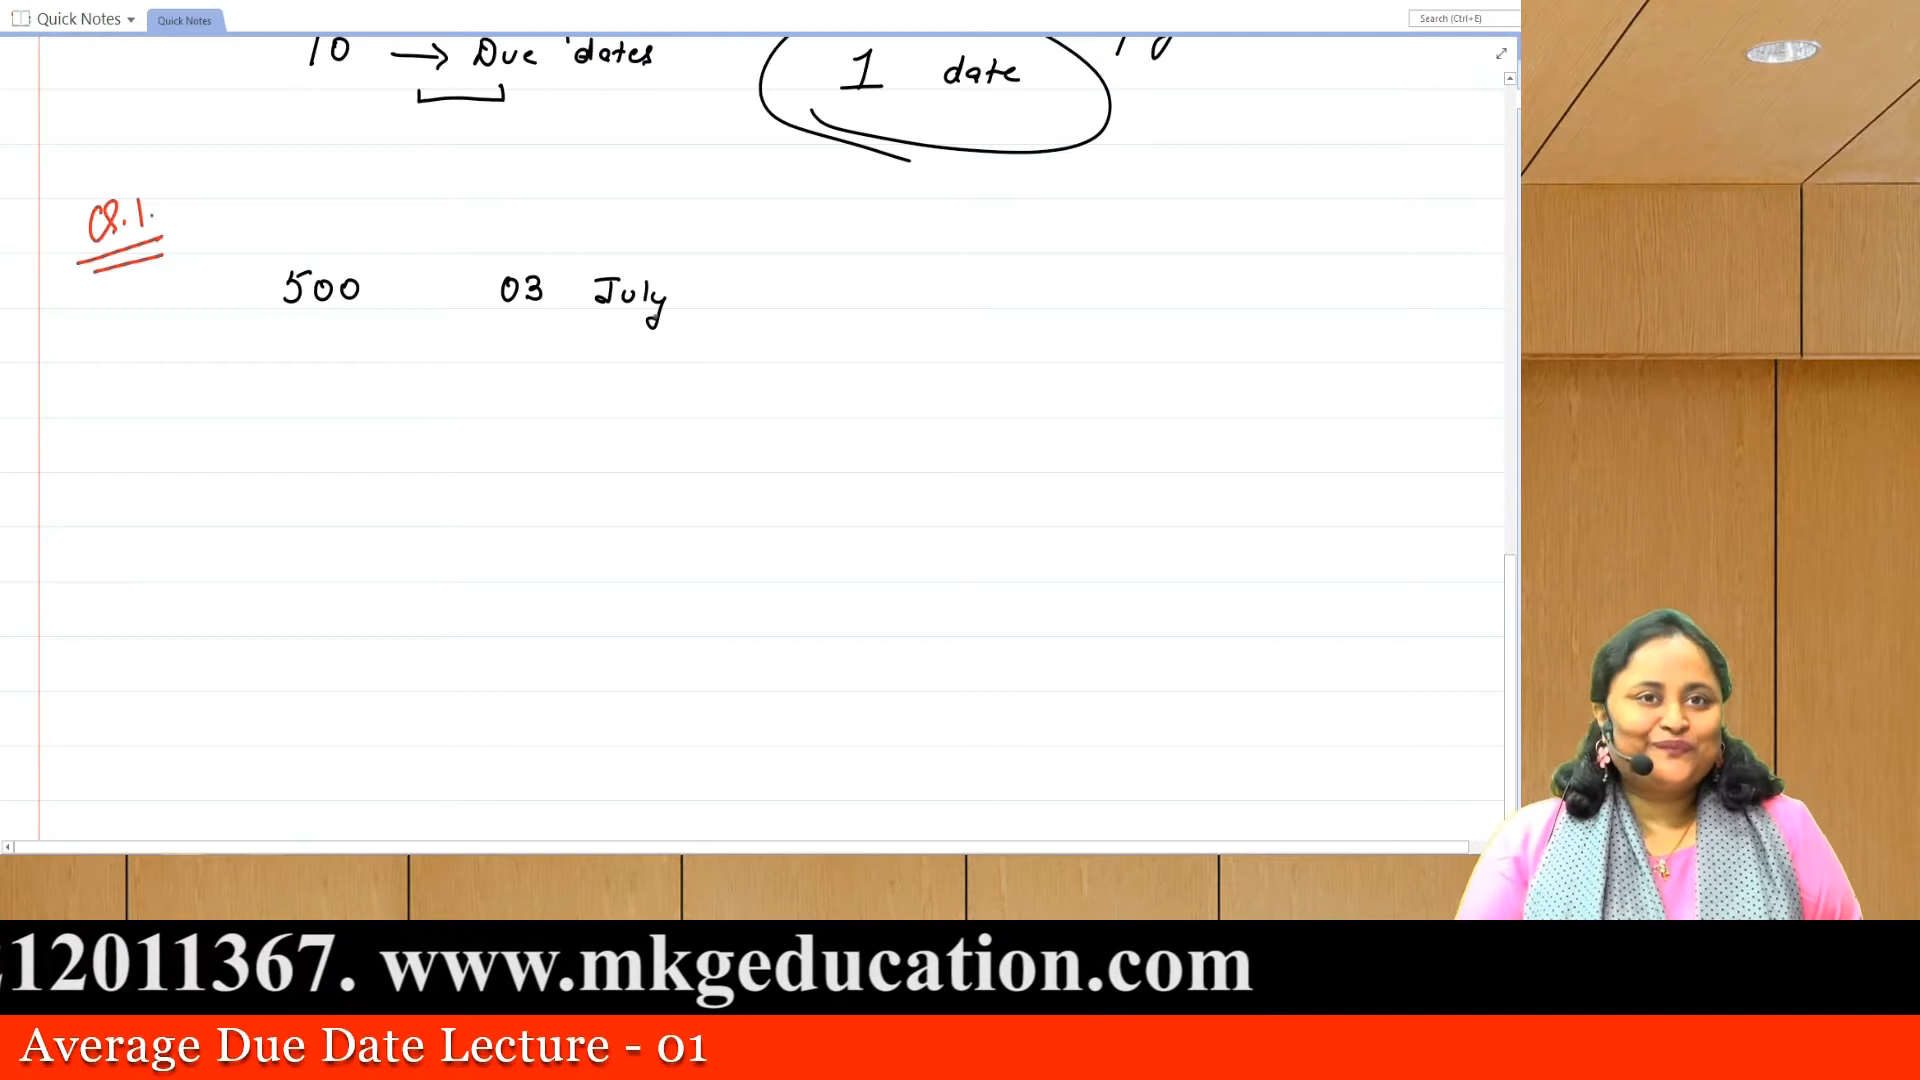 Quick Notes
Quick Notes
Search (Ctrl+E)
10 → Due dates
1 date
Q.1.
500 03 July
12011367. www.mkgeducation.com
Average Due Date Lecture - 01